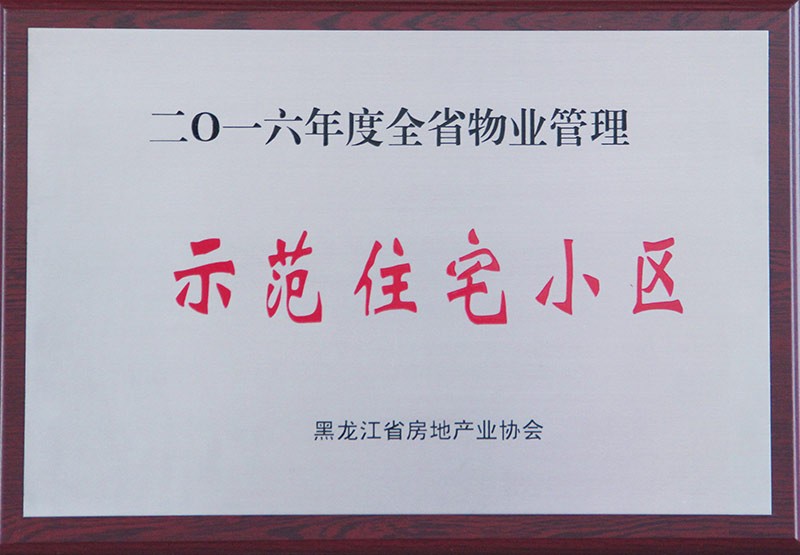 二O一六年度全省物业管理
示范住宅小区
黑龙江省房地产业协会